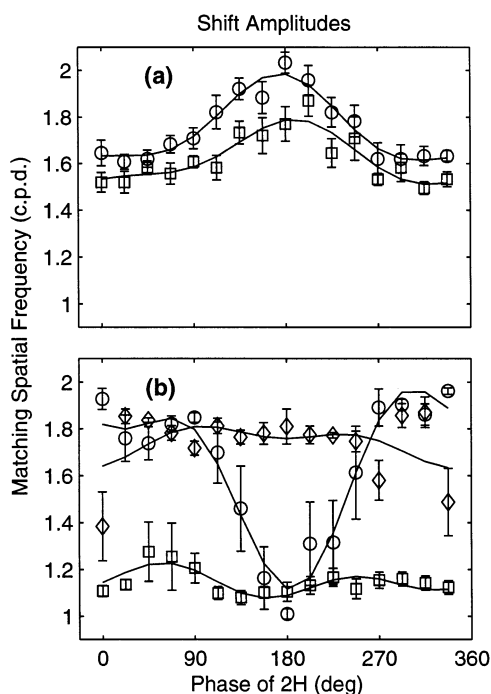 Shift Amplitudes
Matching Spatial Frequency (c.p.d.)
(a)
2
1.8
1.6
1.4
1.2
1
(b)
2
1.8
1.6
1.4
1.2
1
0 90 180 270 360
Phase of 2H (deg)